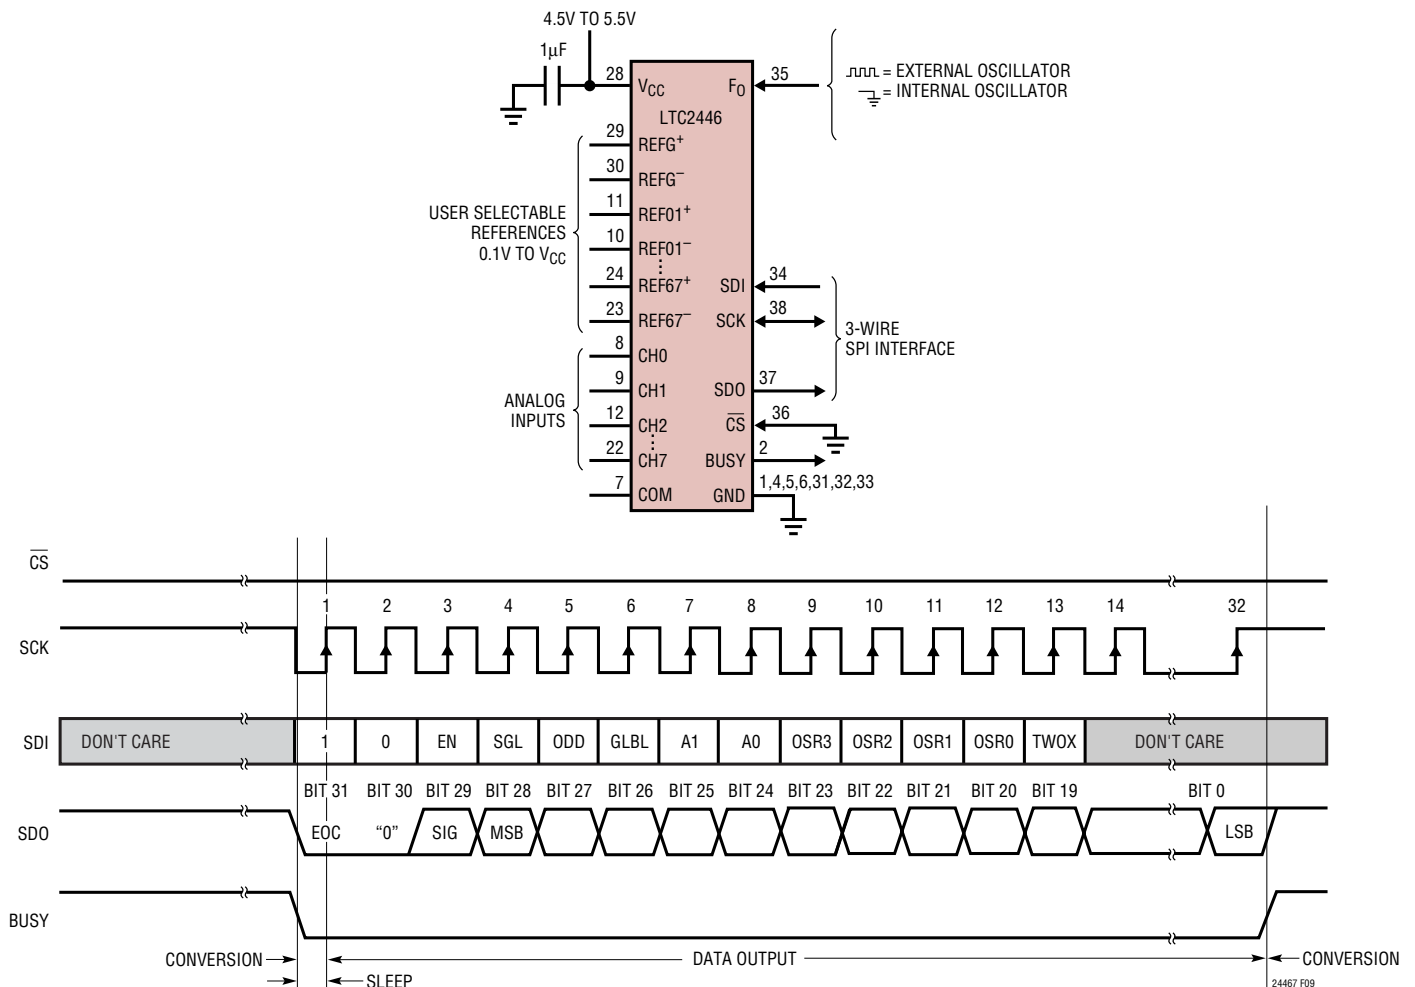 4.5V TO 5.5V
1µF
28
VCC
FO
35
= EXTERNAL OSCILLATOR
= INTERNAL OSCILLATOR
LTC2446
29
REFG+
30
REFG–
11
REF01+
10
REF01–
24
REF67+
23
REF67–
USER SELECTABLE
REFERENCES
0.1V TO VCC
SDI
34
SCK
38
3-WIRE
SPI INTERFACE
8
CH0
9
CH1
12
CH2
22
CH7
7
COM
ANALOG
INPUTS
SDO
37
CS
36
BUSY
2
GND
1,4,5,6,31,32,33
CS
SCK
1 2 3 4 5 6 7 8 9 10 11 12 13 14 32
SDI
DON'T CARE 1 0 EN SGL ODD GLBL A1 A0 OSR3 OSR2 OSR1 OSR0 TWOX DON'T CARE
BIT 31 BIT 30 BIT 29 BIT 28 BIT 27 BIT 26 BIT 25 BIT 24 BIT 23 BIT 22 BIT 21 BIT 20 BIT 19 BIT 0
SDO
EOC “0” SIG MSB LSB
BUSY
CONVERSION DATA OUTPUT CONVERSION
SLEEP
24467 F09